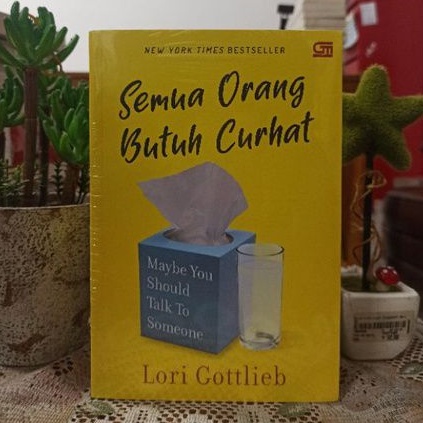 NEW YORK TIMES BESTSELLER
Semua Orang
Butuh Curhat
Maybe You
Should
Talk To
Someone
Lori Gottlieb